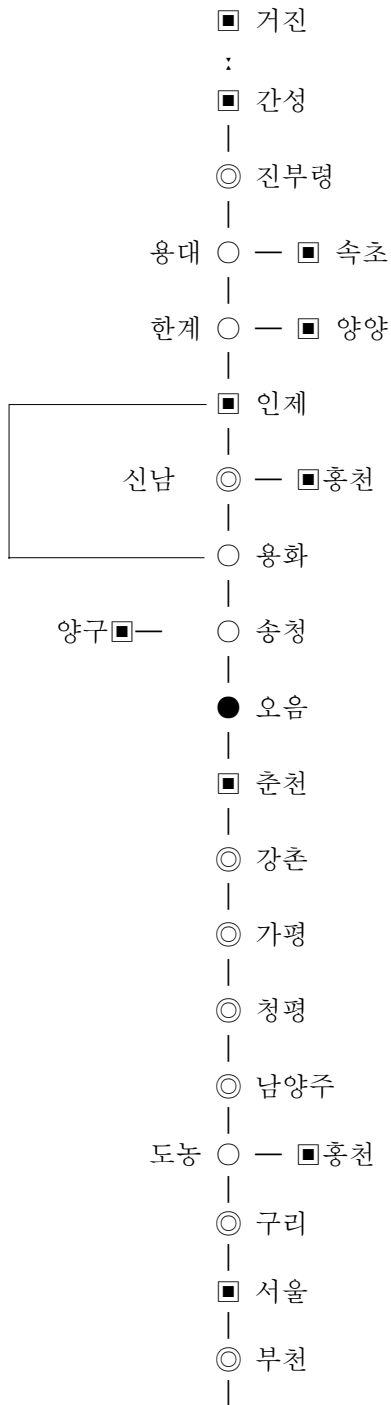 ▣ 거진
▣ 간성
◎ 진부령
용대 ○ — ▣ 속초
한계 ○ — ▣ 양양
▣ 인제
신남 ◎ — ▣홍천
○ 용화
양구▣— ○ 송청
● 오음
▣ 춘천
◎ 강촌
◎ 가평
◎ 청평
◎ 남양주
도농 ○ — ▣홍천
◎ 구리
▣ 서울
◎ 부천